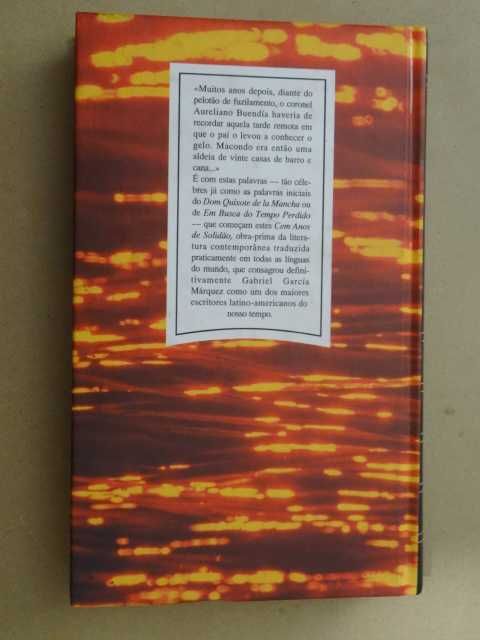 «Muitos anos depois, diante do
pelotão de fuzilamento, o coronel
Aureliano Buendía haveria de
recordar aquela tarde remota em
que o pai o levou a conhecer o
gelo. Macondo era então uma
aldeia de vinte casas de barro e
cana...»
É com estas palavras — tão céle-
bres já como as palavras iniciais
do Dom Quixote de la Mancha ou
de Em Busca do Tempo Perdido
— que começam estes Cem Anos
de Solidão, obra-prima da litera-
tura contemporânea traduzida
praticamente em todas as línguas
do mundo, que consagrou defini-
tivamente Gabriel García
Márquez como um dos maiores
escritores latino-americanos do
nosso tempo.